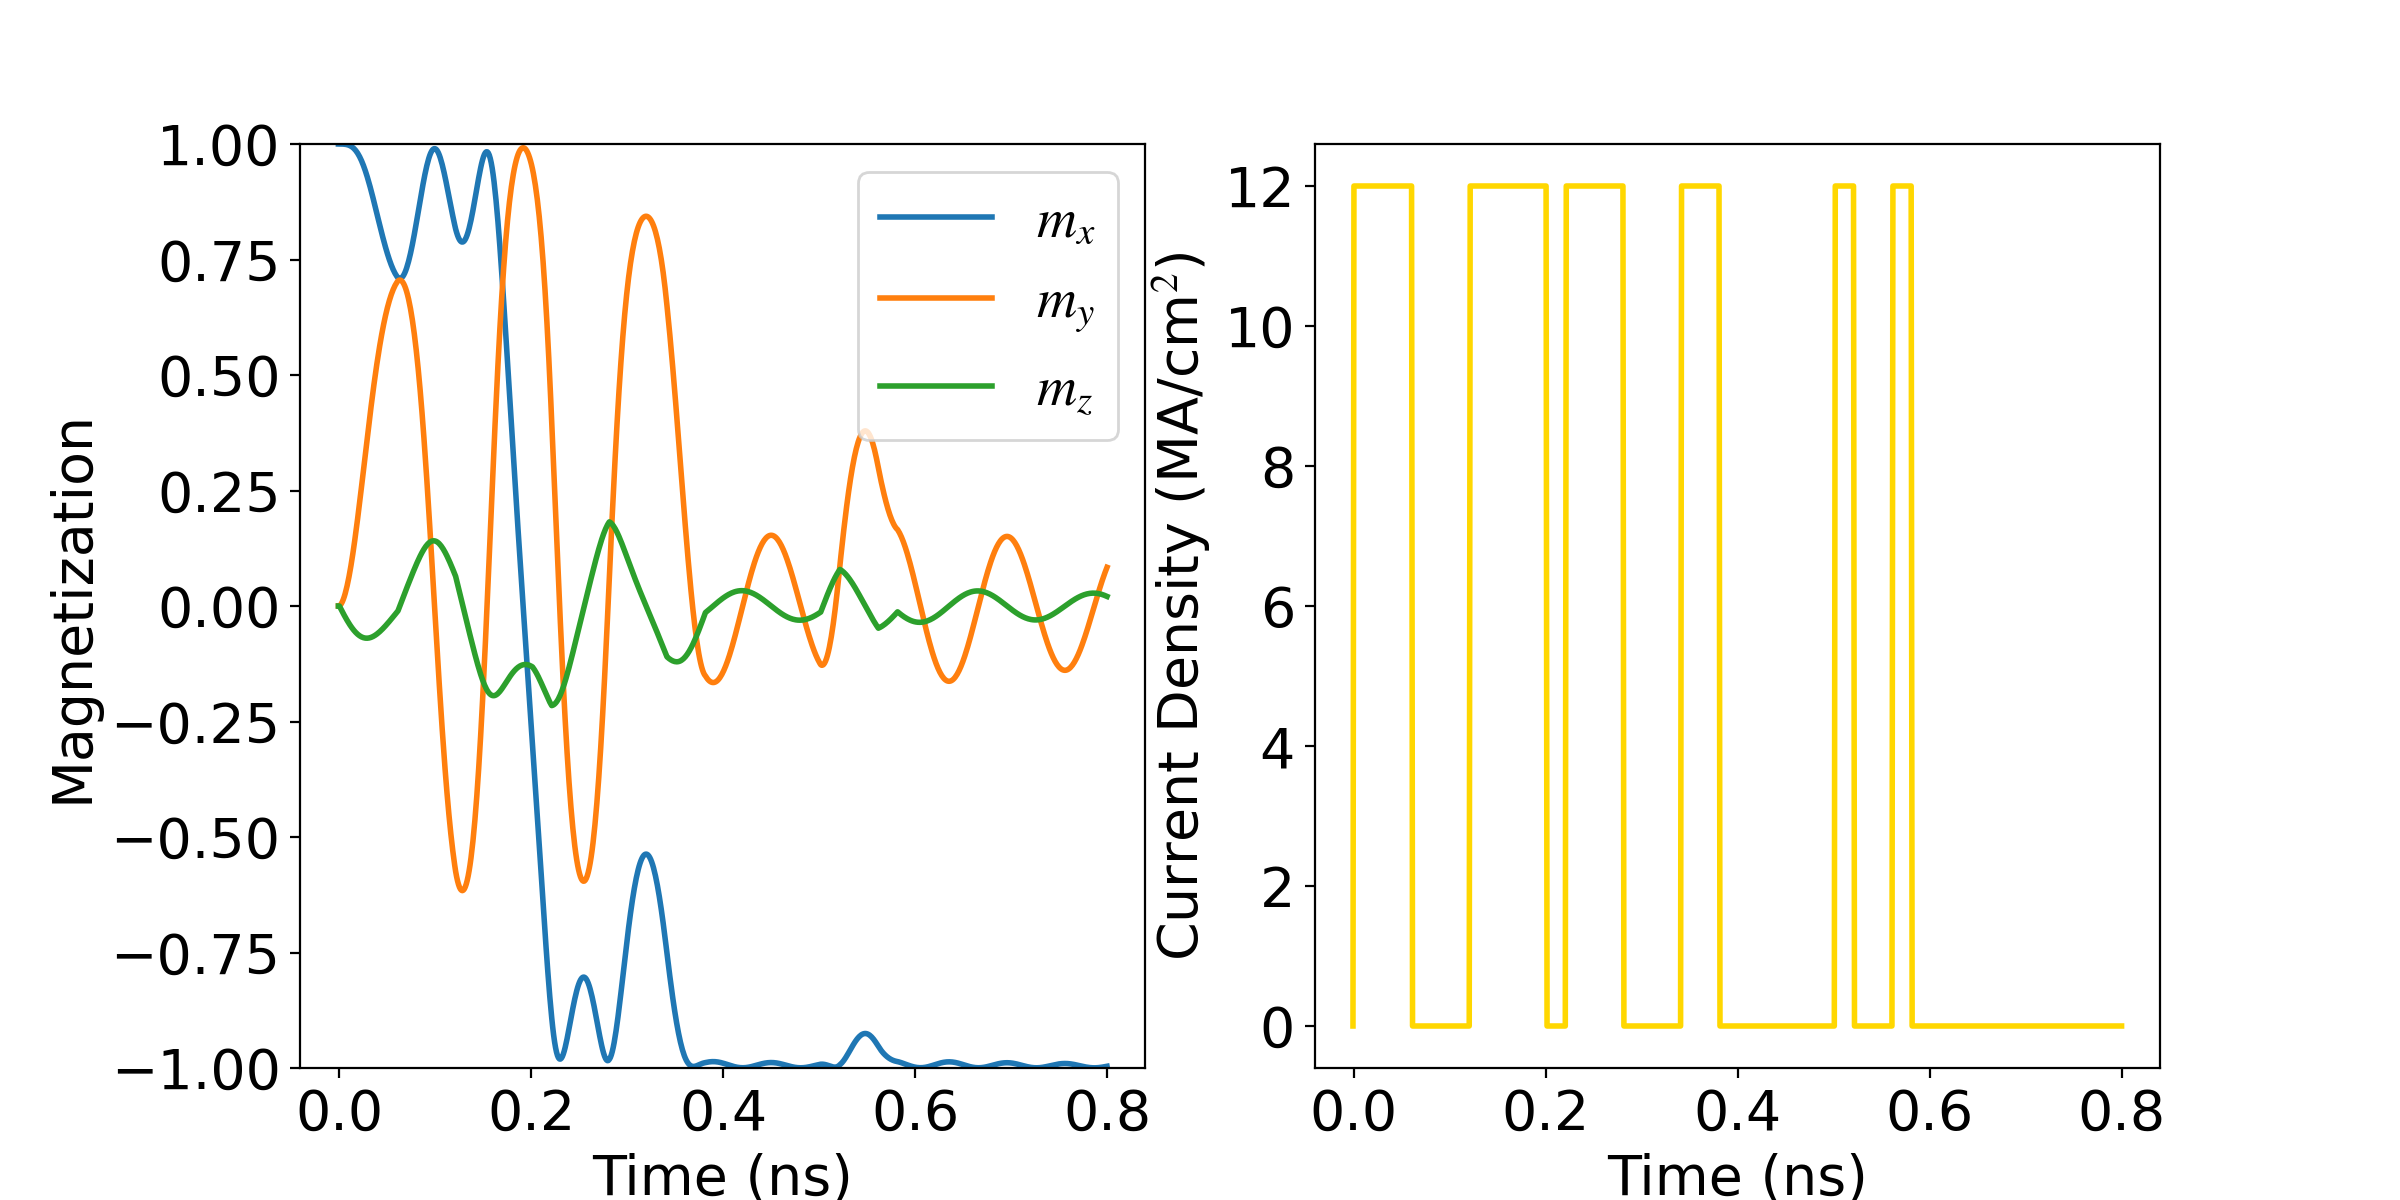 Magnetization
1.00
0.75
0.50
0.25
0.00
−0.25
−0.50
−0.75
−1.00
0.0 0.2 0.4 0.6 0.8
Time (ns)
m_x
m_y
m_z
Current Density (MA/cm²)
12
10
8
6
4
2
0
0.0 0.2 0.4 0.6 0.8
Time (ns)